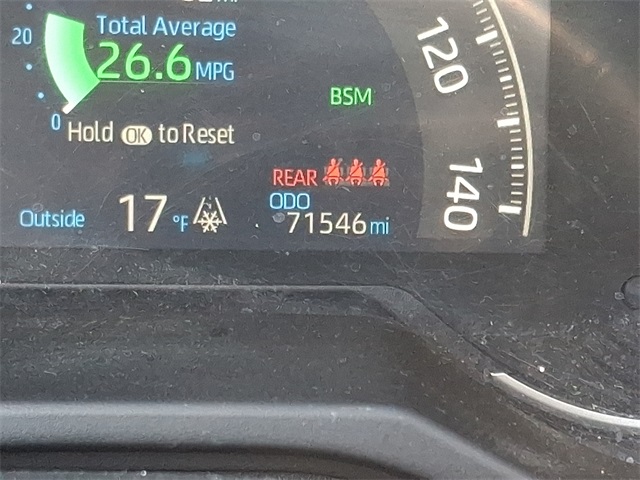 Total Average
20
26.6 MPG
120
BSM
0
Hold OK to Reset
REAR
140
ODO
Outside 17 °F
71546 mi